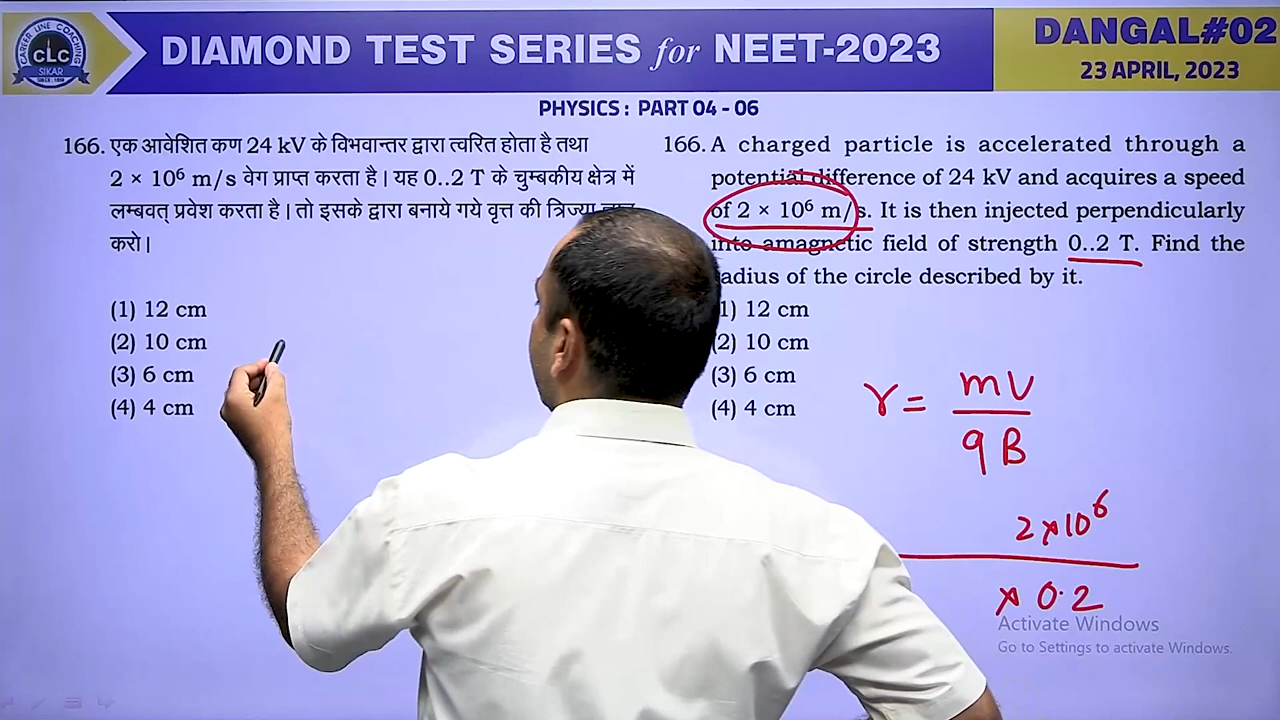 CAREER LINE COACHING
CLC
SIKAR
DIAMOND TEST SERIES for NEET-2023
DANGAL#02
23 APRIL, 2023
PHYSICS : PART 04 - 06
166. एक आवेशित कण 24 kV के विभवान्तर द्वारा त्वरित होता है तथा
2 × 10⁶ m/s वेग प्राप्त करता है। यह 0..2 T के चुम्बकीय क्षेत्र में
लम्बवत् प्रवेश करता है। तो इसके द्वारा बनाये गये वृत्त की त्रिज्या
करो।
(1) 12 cm
(2) 10 cm
(3) 6 cm
(4) 4 cm
166. A charged particle is accelerated through a
potential difference of 24 kV and acquires a speed
of 2 × 10⁶ m/s. It is then injected perpendicularly
into amagnetic field of strength 0..2 T. Find the
radius of the circle described by it.
(1) 12 cm
(2) 10 cm
(3) 6 cm
(4) 4 cm
r = mv
qB
2×10⁶
× 0.2
Activate Windows
Go to Settings to activate Windows.